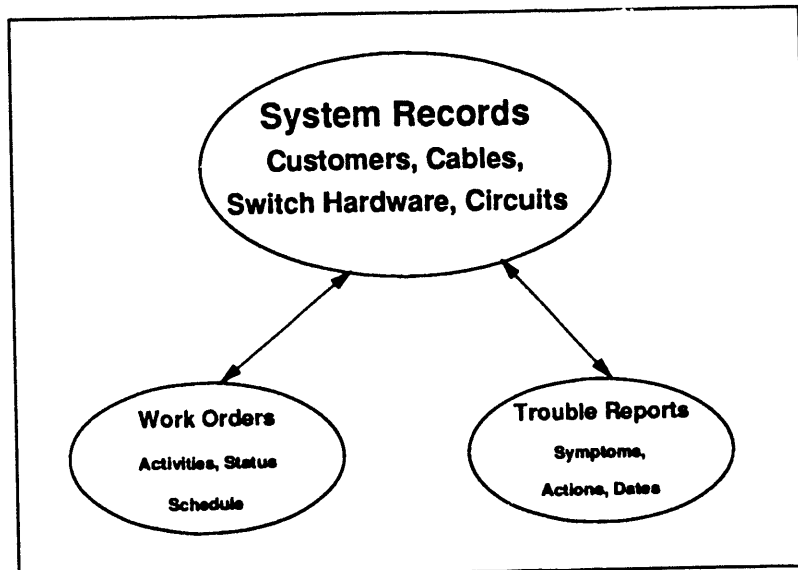 System Records
Customers, Cables,
Switch Hardware, Circuits
Work Orders
Activities, Status
Schedule
Trouble Reports
Symptoms,
Actions, Dates